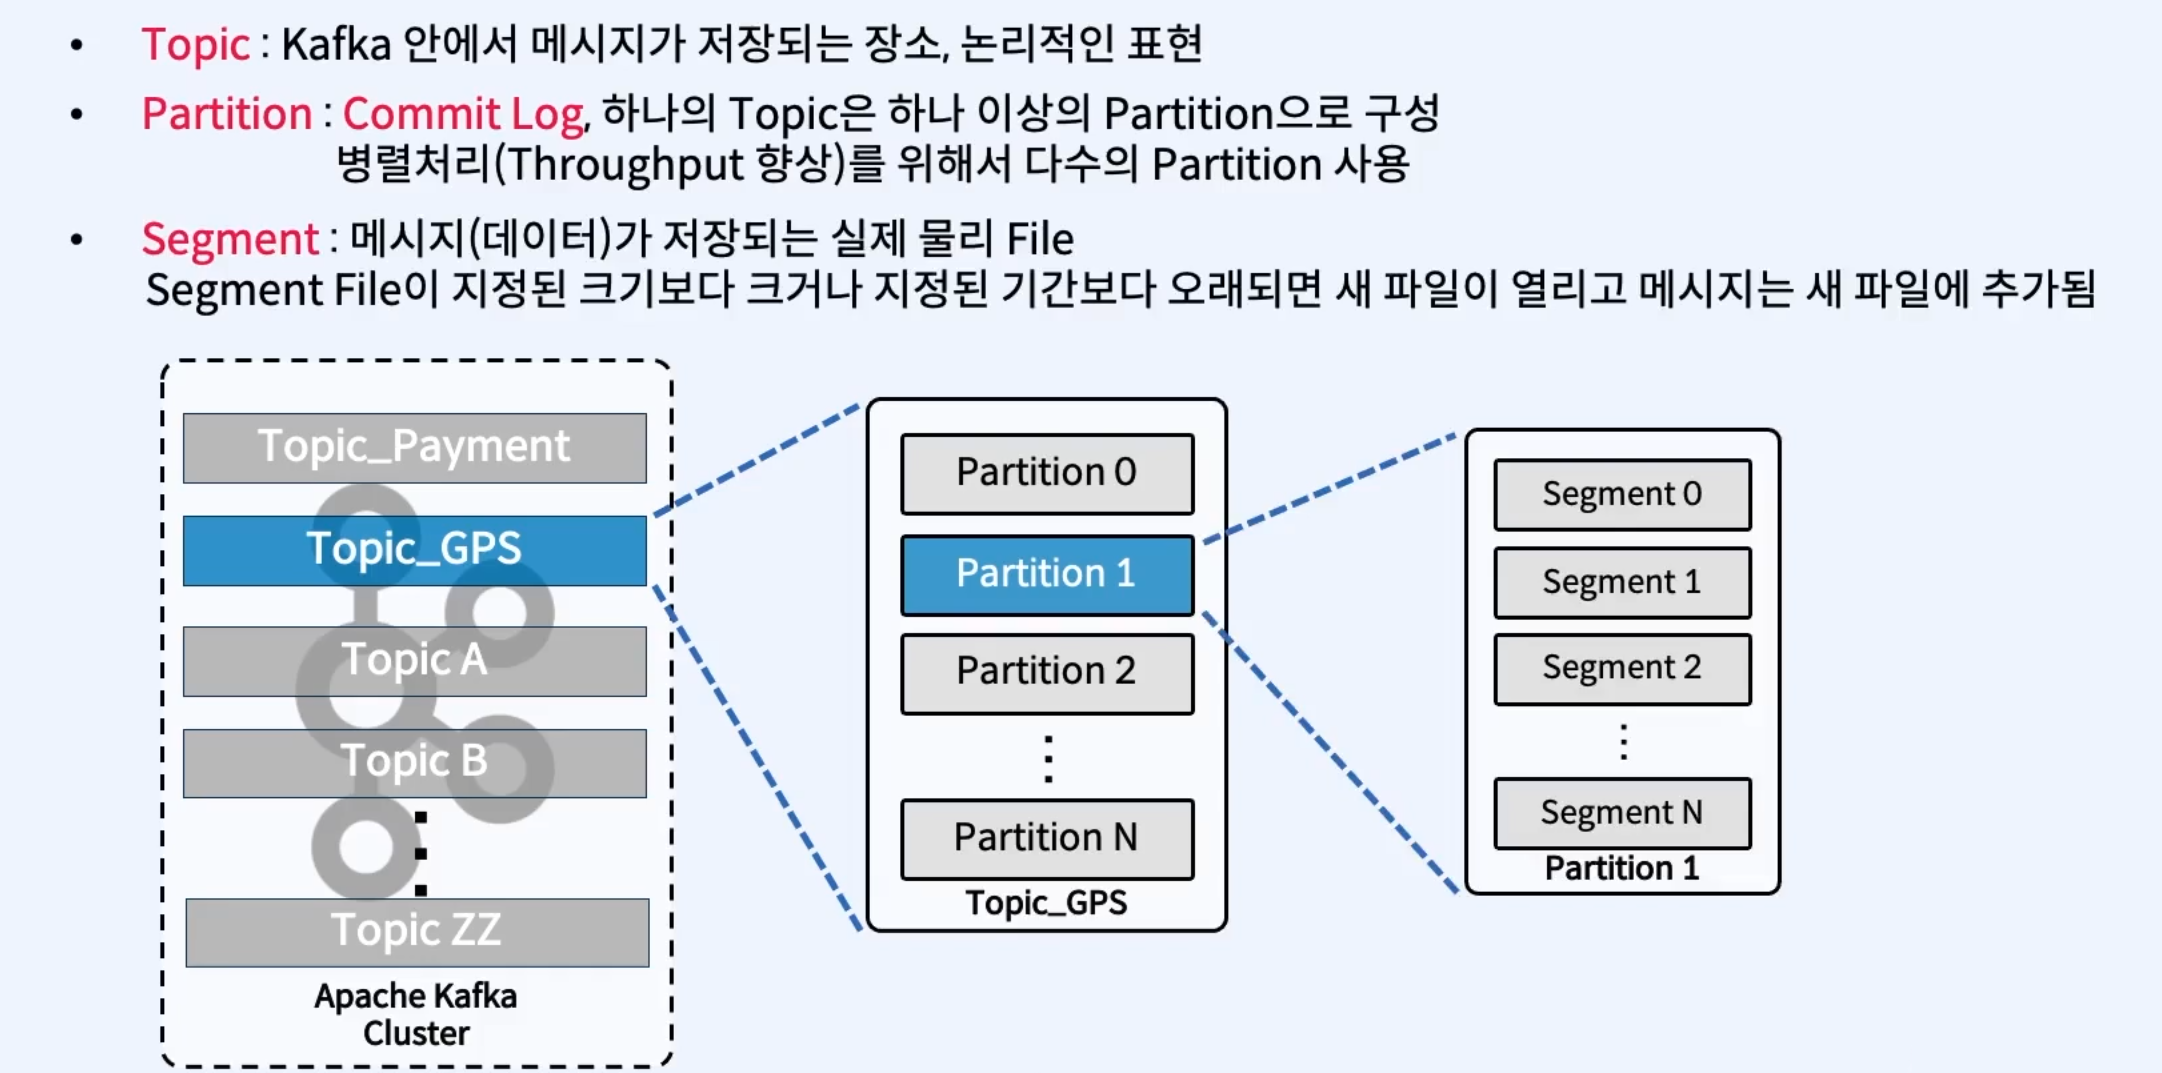 • Topic : Kafka 안에서 메시지가 저장되는 장소, 논리적인 표현
• Partition : Commit Log, 하나의 Topic은 하나 이상의 Partition으로 구성
병렬처리(Throughput 향상)를 위해서 다수의 Partition 사용
• Segment : 메시지(데이터)가 저장되는 실제 물리 File
Segment File이 지정된 크기보다 크거나 지정된 기간보다 오래되면 새 파일이 열리고 메시지는 새 파일에 추가됨
Topic_Payment
Topic_GPS
Topic A
Topic B
Topic ZZ
Apache Kafka
Cluster
Partition 0
Partition 1
Partition 2
Partition N
Topic_GPS
Segment 0
Segment 1
Segment 2
Segment N
Partition 1